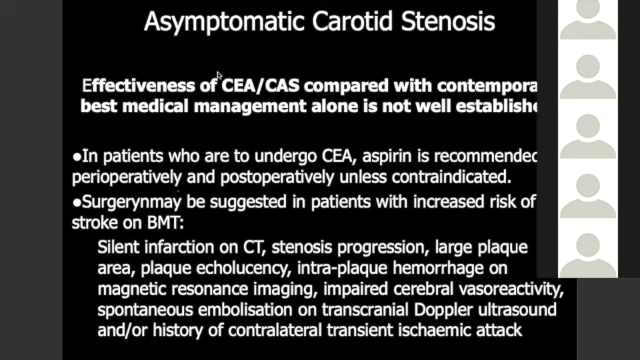 Asymptomatic Carotid Stenosis
Effectiveness of CEA/CAS compared with contempora
best medical management alone is not well establishe
●In patients who are to undergo CEA, aspirin is recommended
perioperatively and postoperatively unless contraindicated.
●Surgerynmay be suggested in patients with increased risk of
stroke on BMT:
Silent infarction on CT, stenosis progression, large plaque
area, plaque echolucency, intra-plaque hemorrhage on
magnetic resonance imaging, impaired cerebral vasoreactivity,
spontaneous embolisation on transcranial Doppler ultrasound
and/or history of contralateral transient ischaemic attack